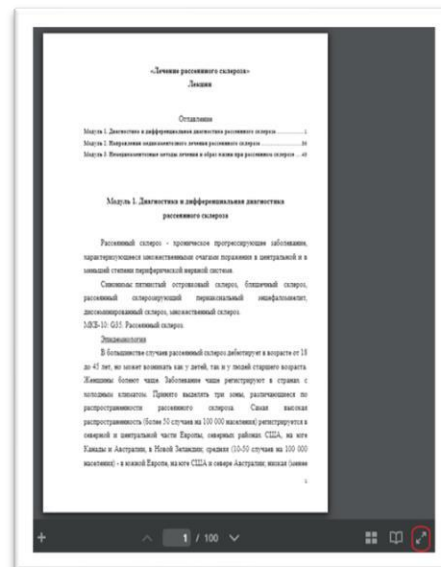 «Лечение рассеянного склероза»
Лекции
Оглавление
Модуль 1. Диагностика и дифференциальная диагностика рассеянного склероза ..............1
Модуль 2. Направления медикаментозного лечения рассеянного склероза ..............
Модуль 3. Немедикаментозные методы лечения и образ жизни при рассеянном склерозе ...
Модуль 1. Диагностика и дифференциальная диагностика
рассеянного склероза
Рассеянный склероз - хроническое прогрессирующее заболевание,
характеризующееся множественными очагами поражения в центральной и в
меньшей степени периферической нервной системе.
Синонимы: пятнистый островковый склероз, бляшечный склероз,
рассеянный склерозирующий периаксиальный энцефаломиелит,
диссеминированный склероз, множественный склероз.
МКБ-10: G35. Рассеянный склероз.
Эпидемиология
В большинстве случаев рассеянный склероз дебютирует в возрасте от 18
до 45 лет, но может возникать как у детей, так и у людей старшего возраста.
Женщины болеют чаще. Заболевание чаще регистрируют в странах с
холодным климатом. Принято выделять три зоны, различающиеся по
распространенности рассеянного склероза. Самая высокая
распространенность (более 50 случаев на 100 000 населения) регистрируется в
северной и центральной части Европы, северных районах США, на юге
Канады и Австралии, в Новой Зеландии; средняя (10-50 случаев на 100 000
населения) - в южной Европе, на юге США и севере Австралии; низкая (менее
1 / 100